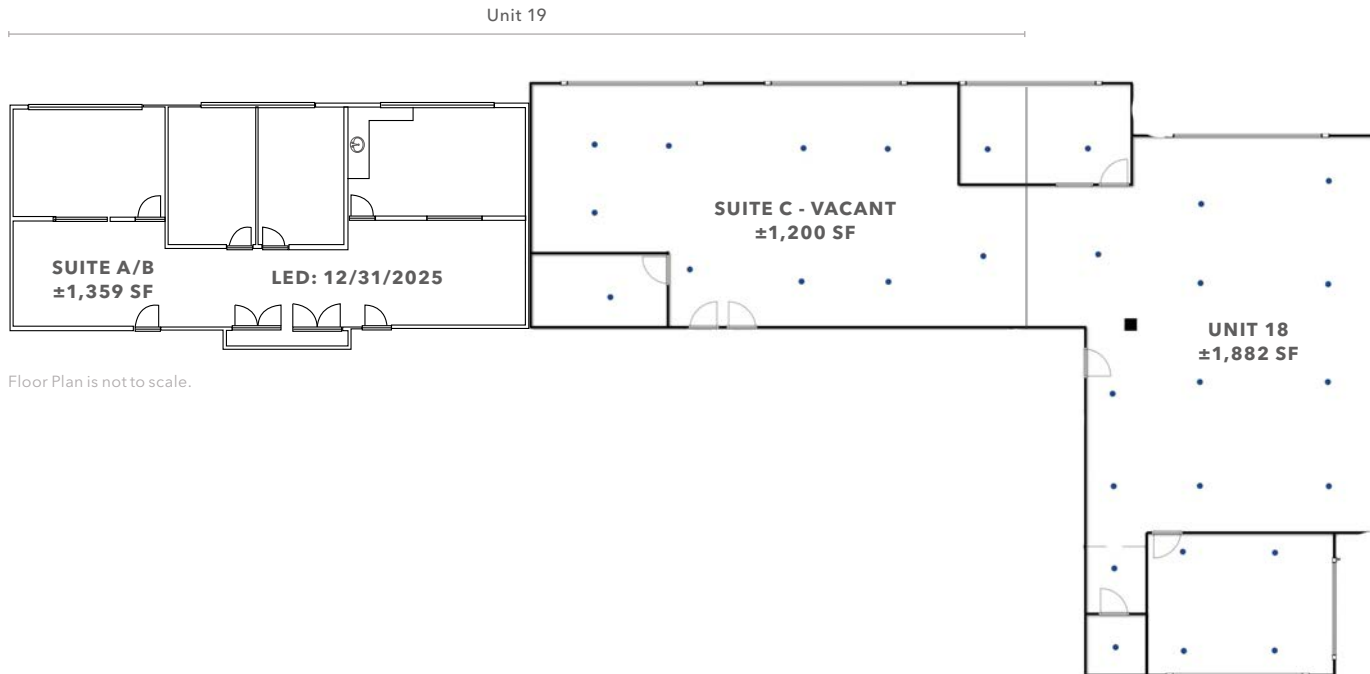 Unit 19
SUITE C - VACANT
±1,200 SF
SUITE A/B
±1,359 SF
LED: 12/31/2025
UNIT 18
±1,882 SF
Floor Plan is not to scale.